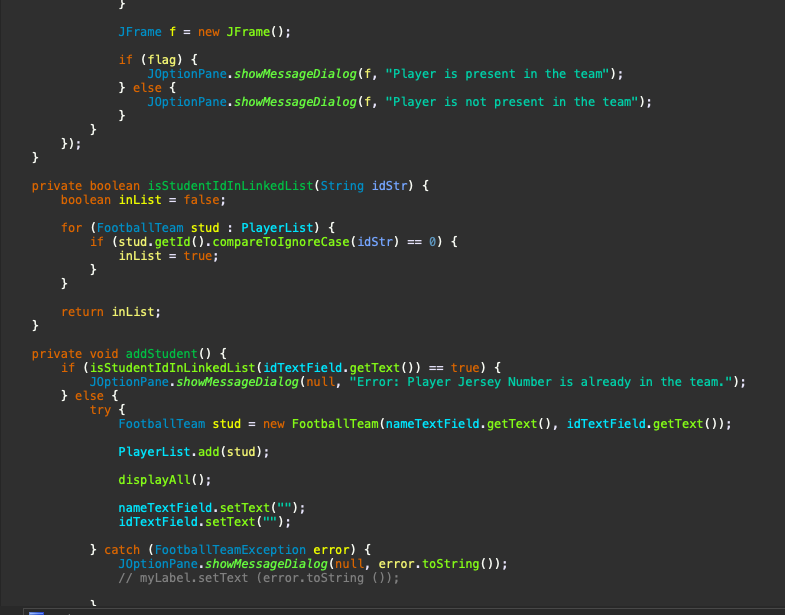 }
JFrame f = new JFrame();
if (flag) {
JOptionPane.showMessageDialog(f, "Player is present in the team");
} else {
JOptionPane.showMessageDialog(f, "Player is not present in the team");
}
}
});
}
private boolean isStudentIdInLinkedList(String idStr) {
boolean inList = false;
for (FootballTeam stud : PlayerList) {
if (stud.getId().compareToIgnoreCase(idStr) == 0) {
inList = true;
}
}
return inList;
}
private void addStudent() {
if (isStudentIdInLinkedList(idTextField.getText()) == true) {
JOptionPane.showMessageDialog(null, "Error: Player Jersey Number is already in the team.");
} else {
try {
FootballTeam stud = new FootballTeam(nameTextField.getText(), idTextField.getText());
PlayerList.add(stud);
displayAll();
nameTextField.setText("");
idTextField.setText("");
} catch (FootballTeamException error) {
JOptionPane.showMessageDialog(null, error.toString());
// myLabel.setText (error.toString ());
}